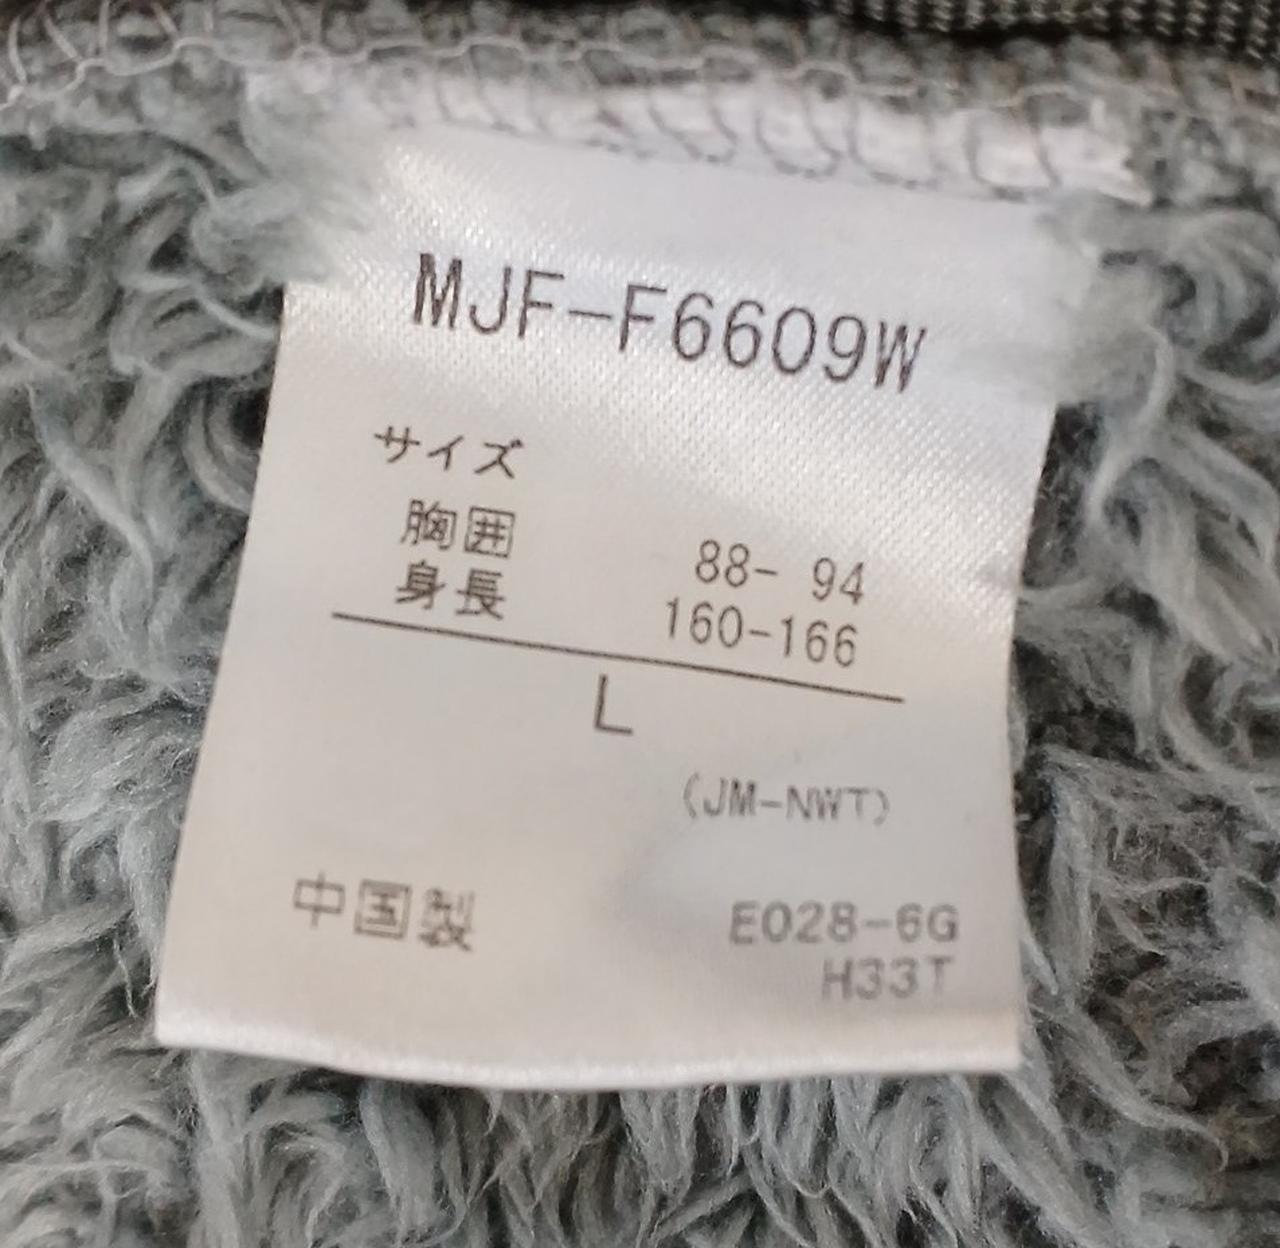 MJF-F6609W
サイズ
胸囲 88- 94
身長 160-166
L
(JM-NWT)
中国製 E028-6G
H33T